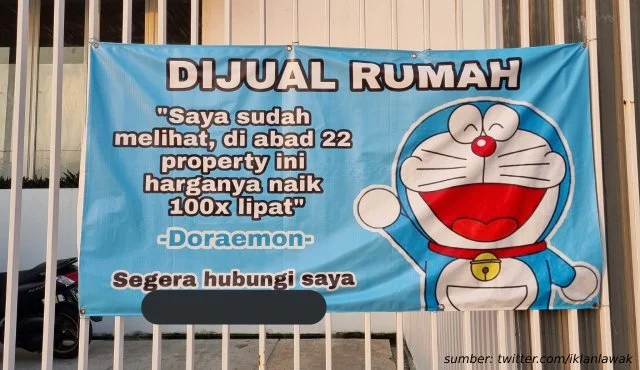 DIJUAL RUMAH
"Saya sudah
melihat, di abad 22
property ini
harganya naik
100x lipat"
-Doraemon-
Segera hubungi saya
sumber: twitter.com/iklanlawak